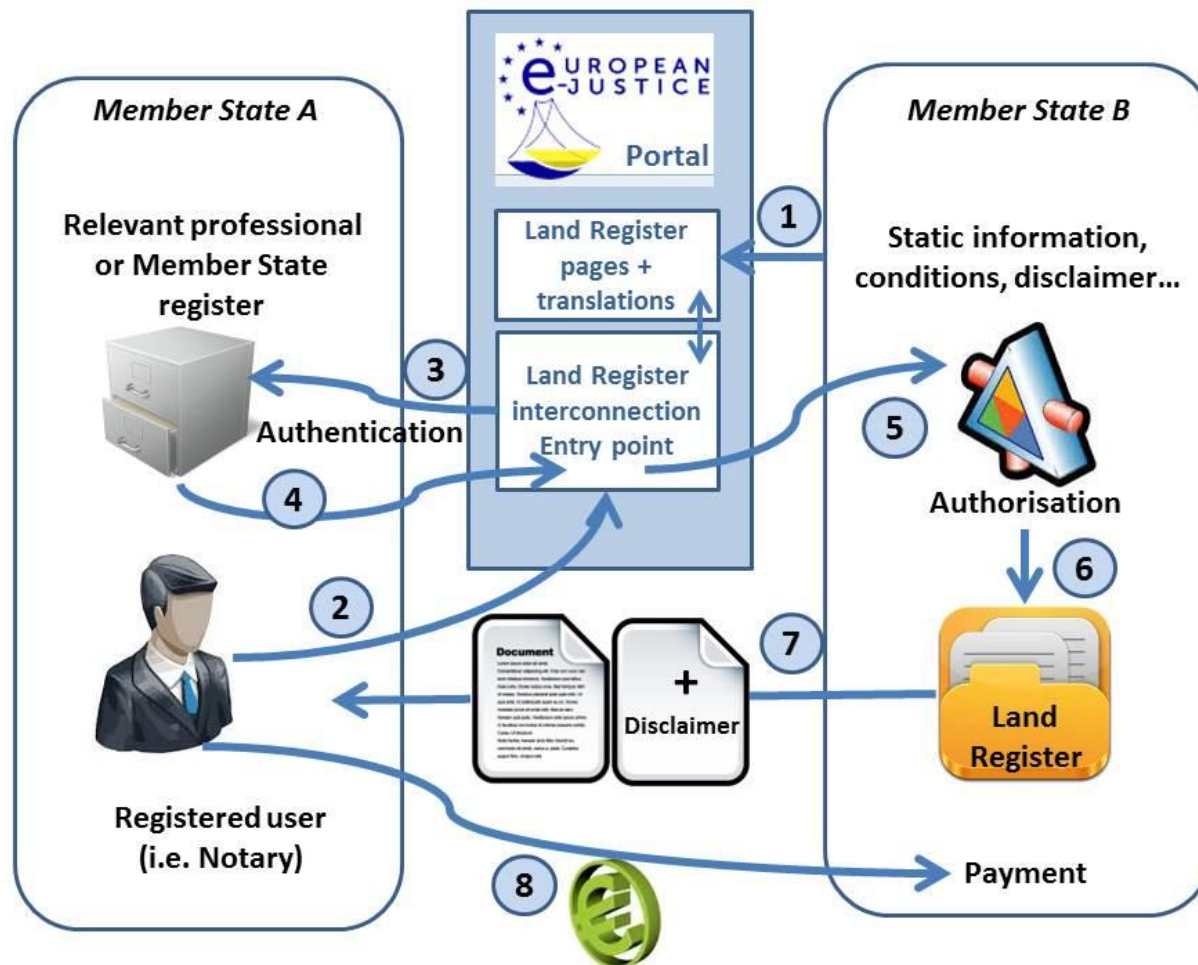 EUROPEAN
e-JUSTICE
Portal
Member State A
Member State B
Relevant professional
or Member State
register
Land Register
pages +
translations
1
Static information,
conditions, disclaimer…
3
Authentication
Land Register
interconnection
Entry point
5
4
Authorisation
2
6
Document
+
Disclaimer
7
Land
Register
Registered user
(i.e. Notary)
8
Payment